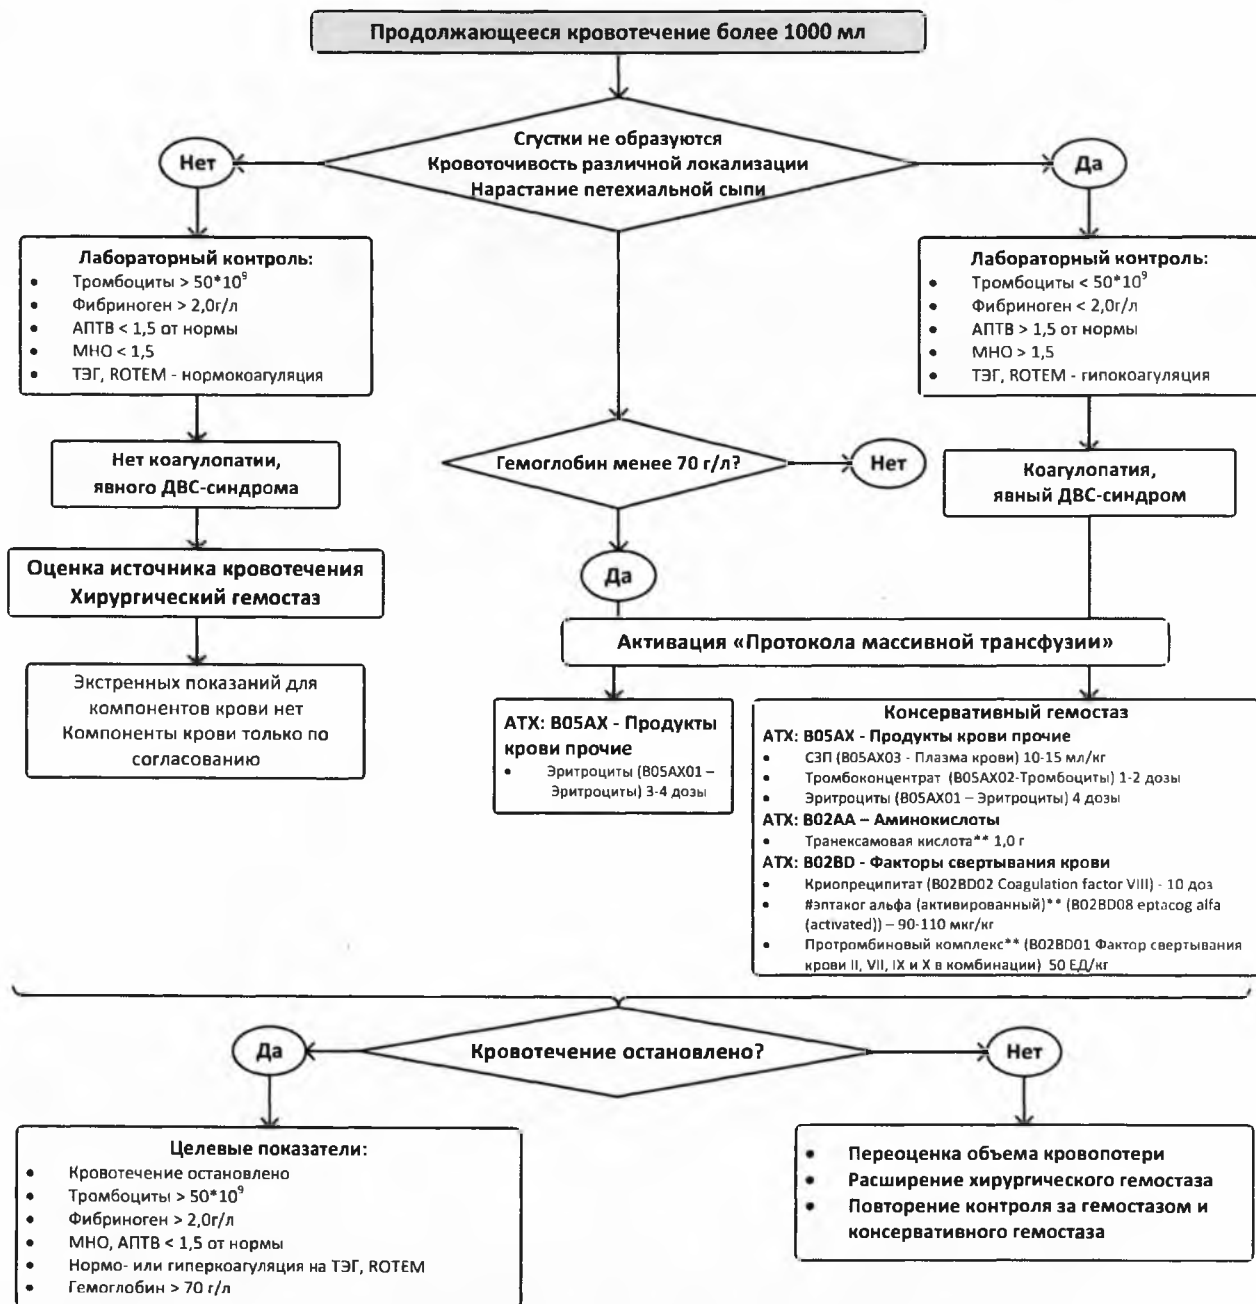 Продолжающееся кровотечение более 1000 мл
Сгустки не образуются
Кровоточивость различной локализации
Нарастание петехиальной сыпи
Нет
Да
Лабораторный контроль:
• Тромбоциты > 50*10⁹
• Фибриноген > 2,0г/л
• АПТВ < 1,5 от нормы
• МНО < 1,5
• ТЭГ, ROTEM - нормокоагуляция
Лабораторный контроль:
• Тромбоциты < 50*10⁹
• Фибриноген < 2,0г/л
• АПТВ > 1,5 от нормы
• МНО > 1,5
• ТЭГ, ROTEM - гипокоагуляция
Нет коагулопатии,
явного ДВС-синдрома
Гемоглобин менее 70 г/л?
Нет
Коагулопатия,
явный ДВС-синдром
Оценка источника кровотечения
Хирургический гемостаз
Да
Активация «Протокола массивной трансфузии»
Экстренных показаний для
компонентов крови нет
Компоненты крови только по
согласованию
АТХ: B05AX - Продукты
крови прочие
• Эритроциты (B05AX01 –
Эритроциты) 3-4 дозы
Консервативный гемостаз
АТХ: B05AX - Продукты крови прочие
• СЗП (B05AX03 - Плазма крови) 10-15 мл/кг
• Тромбоконцентрат (B05AX02-Тромбоциты) 1-2 дозы
• Эритроциты (B05AX01 – Эритроциты) 4 дозы
АТХ: B02AA – Аминокислоты
• Транексамовая кислота** 1,0 г
АТХ: B02BD - Факторы свертывания крови
• Криопреципитат (B02BD02 Coagulation factor VIII) - 10 доз
• #эптаког альфа (активированный)** (B02BD08 eptacog alfa
(activated)) – 90-110 мкг/кг
• Протромбиновый комплекс** (B02BD01 Фактор свертывания
крови II, VII, IX и X в комбинации) 50 ЕД/кг
Да
Кровотечение остановлено?
Нет
Целевые показатели:
• Кровотечение остановлено
• Тромбоциты > 50*10⁹
• Фибриноген > 2,0г/л
• МНО, АПТВ < 1,5 от нормы
• Нормо- или гиперкоагуляция на ТЭГ, ROTEM
• Гемоглобин > 70 г/л
• Переоценка объема кровопотери
• Расширение хирургического гемостаза
• Повторение контроля за гемостазом и
консервативного гемостаза